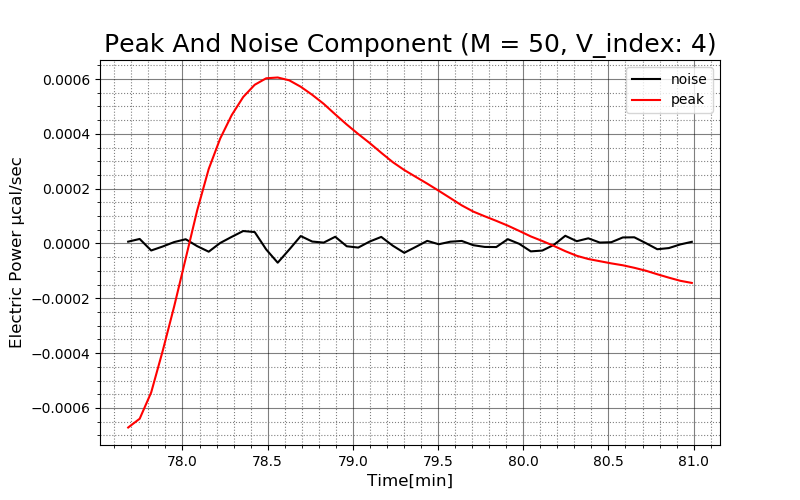 Peak And Noise Component (M = 50, V_index: 4)
noise
peak
Electric Power µcal/sec
0.0006
0.0004
0.0002
0.0000
−0.0002
−0.0004
−0.0006
78.0 78.5 79.0 79.5 80.0 80.5 81.0
Time[min]